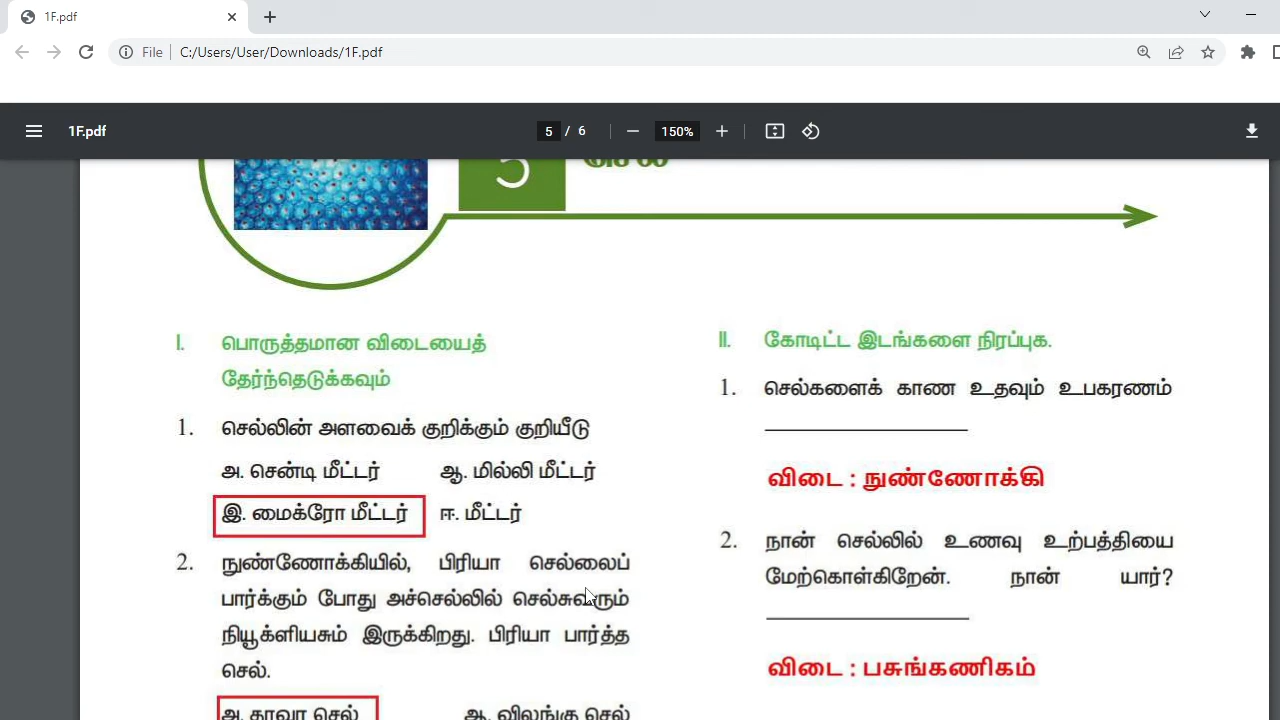 1F.pdf
File
C:/Users/User/Downloads/1F.pdf
1F.pdf
5 / 6
150%
5
செல்
I. பொருத்தமான விடையைத்
தேர்ந்தெடுக்கவும்
1. செல்லின் அளவைக் குறிக்கும் குறியீடு
அ. சென்டி மீட்டர் ஆ. மில்லி மீட்டர்
இ. மைக்ரோ மீட்டர் ஈ. மீட்டர்
2. நுண்ணோக்கியில், பிரியா செல்லைப்
பார்க்கும் போது அச்செல்லில் செல்சுவரும்
நியூக்ளியசும் இருக்கிறது. பிரியா பார்த்த
செல்.
அ. தாவர செல் ஆ. விலங்கு செல்
II. கோடிட்ட இடங்களை நிரப்புக.
1. செல்களைக் காண உதவும் உபகரணம்
விடை : நுண்ணோக்கி
2. நான் செல்லில் உணவு உற்பத்தியை
மேற்கொள்கிறேன். நான் யார்?
விடை : பசுங்கணிகம்